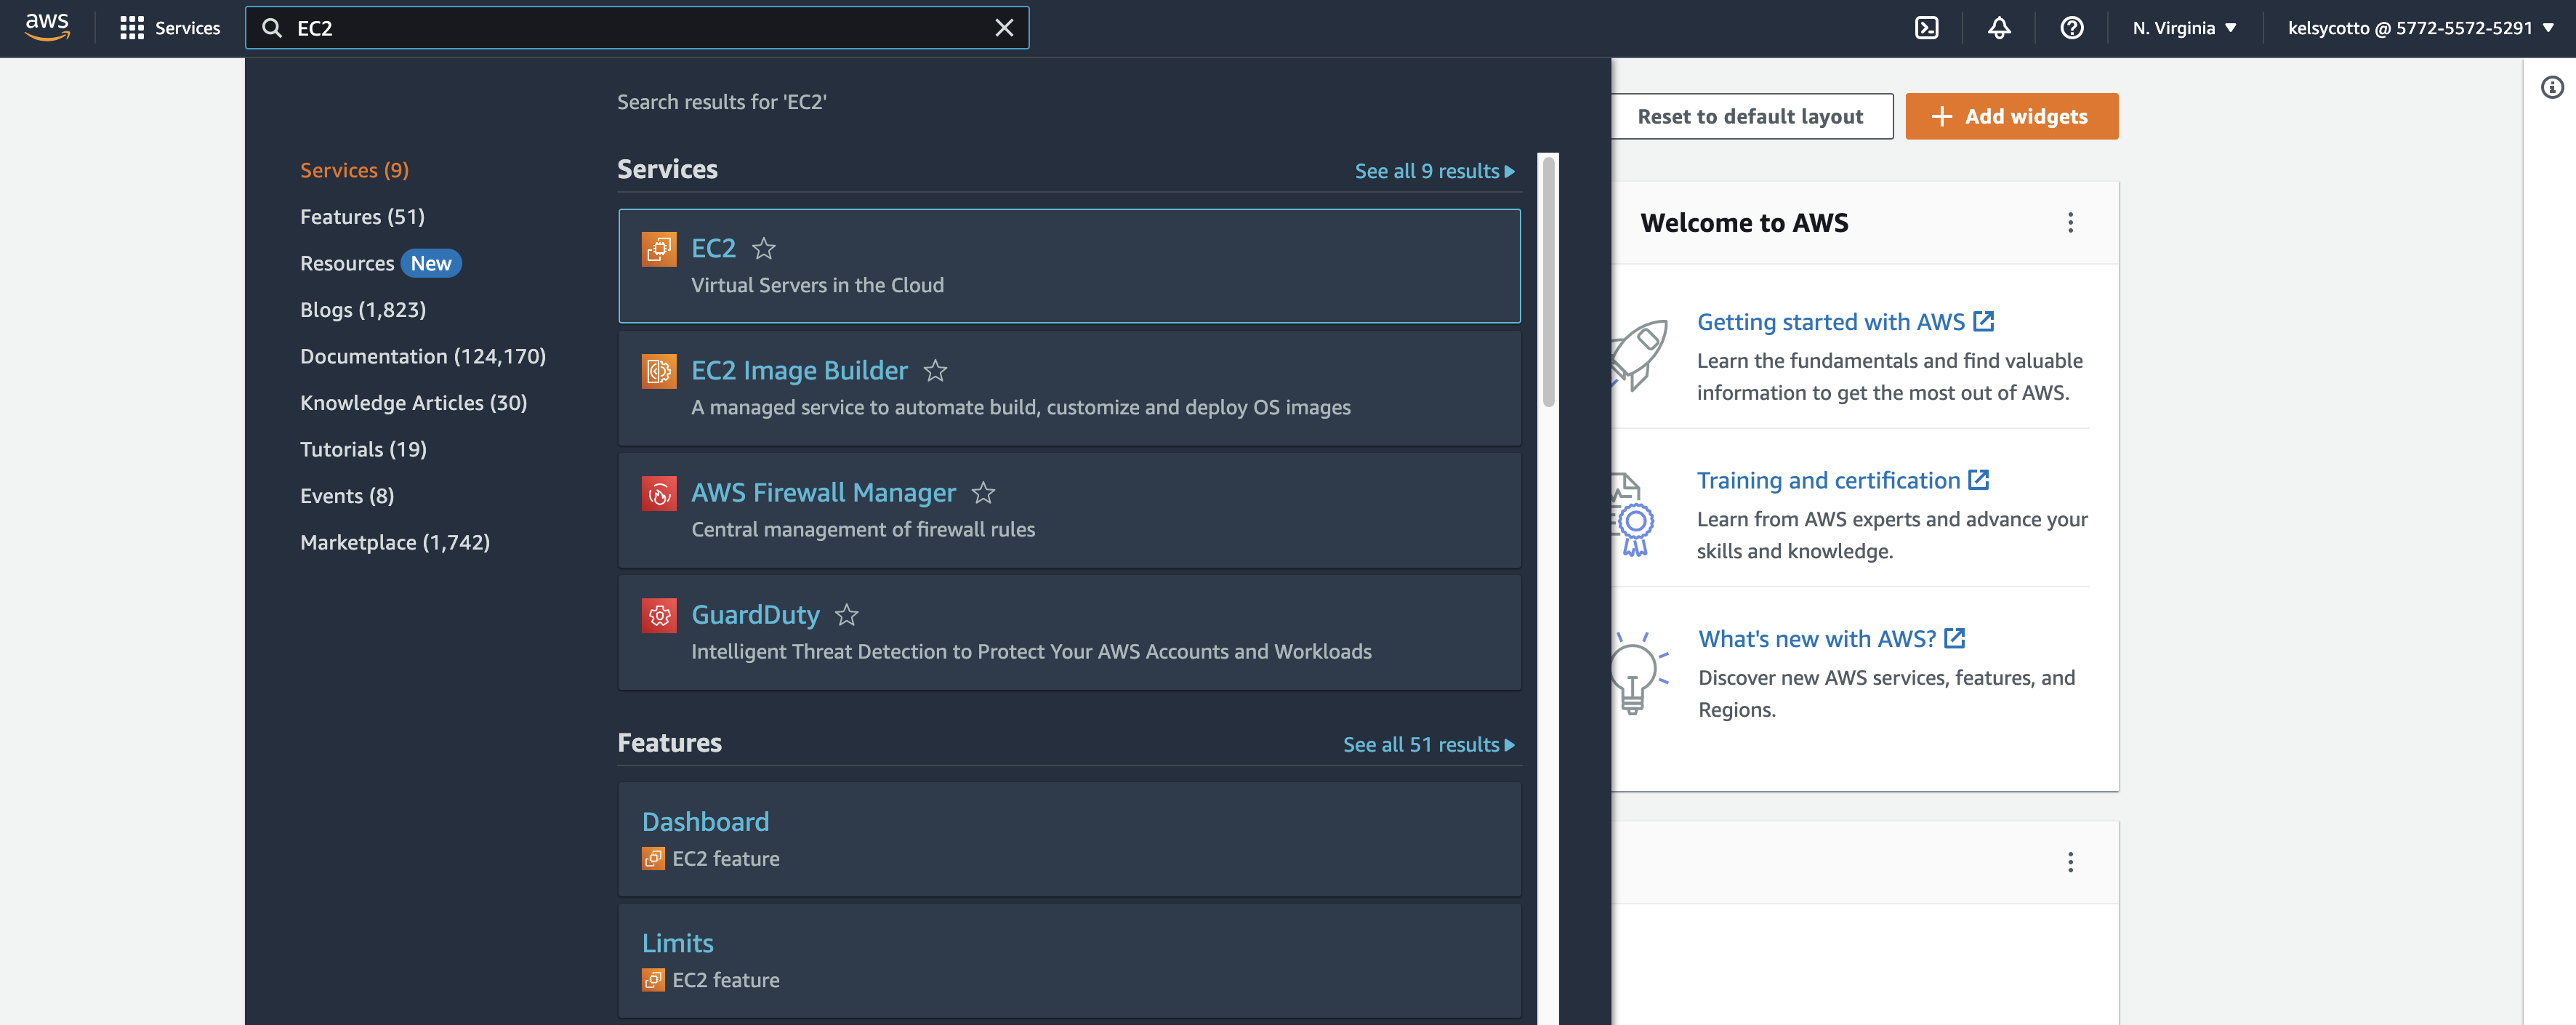 aws
Services
EC2
N. Virginia
kelsycotto @ 5772-5572-5291
Search results for 'EC2'
Services (9)
Features (51)
Resources New
Blogs (1,823)
Documentation (124,170)
Knowledge Articles (30)
Tutorials (19)
Events (8)
Marketplace (1,742)
Services
See all 9 results
EC2
Virtual Servers in the Cloud
EC2 Image Builder
A managed service to automate build, customize and deploy OS images
AWS Firewall Manager
Central management of firewall rules
GuardDuty
Intelligent Threat Detection to Protect Your AWS Accounts and Workloads
Features
See all 51 results
Dashboard
EC2 feature
Limits
EC2 feature
Reset to default layout
Add widgets
Welcome to AWS
Getting started with AWS
Learn the fundamentals and find valuable
information to get the most out of AWS.
Training and certification
Learn from AWS experts and advance your
skills and knowledge.
What's new with AWS?
Discover new AWS services, features, and
Regions.